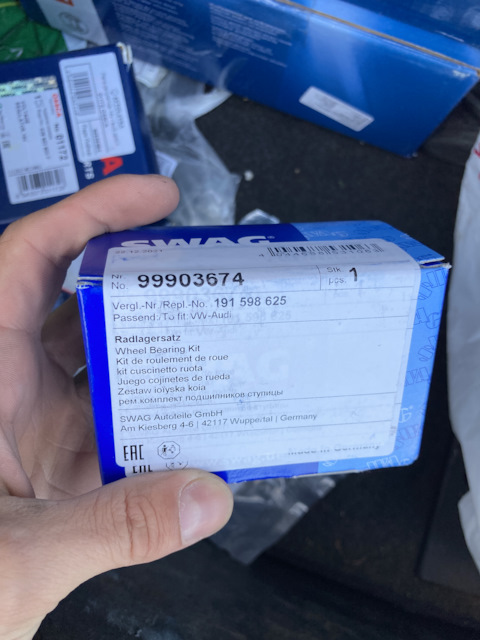 No. 01172
SWAG
Nr.
No. 99903674
Stk.
pcs. 1
Vergl.-Nr./Repl.-No. 191 598 625
Passend./To fit: VW-Audi
Radlagersatz
Wheel Bearing Kit
Kit de roulement de roue
kit cuscinetto ruota
Juego cojinetes de rueda
Zestaw łożyska koła
рем комплект подшипников ступицы
SWAG Autoteile GmbH
Am Kiesberg 4-6 | 42117 Wuppertal | Germany
EAC
Made in Germany